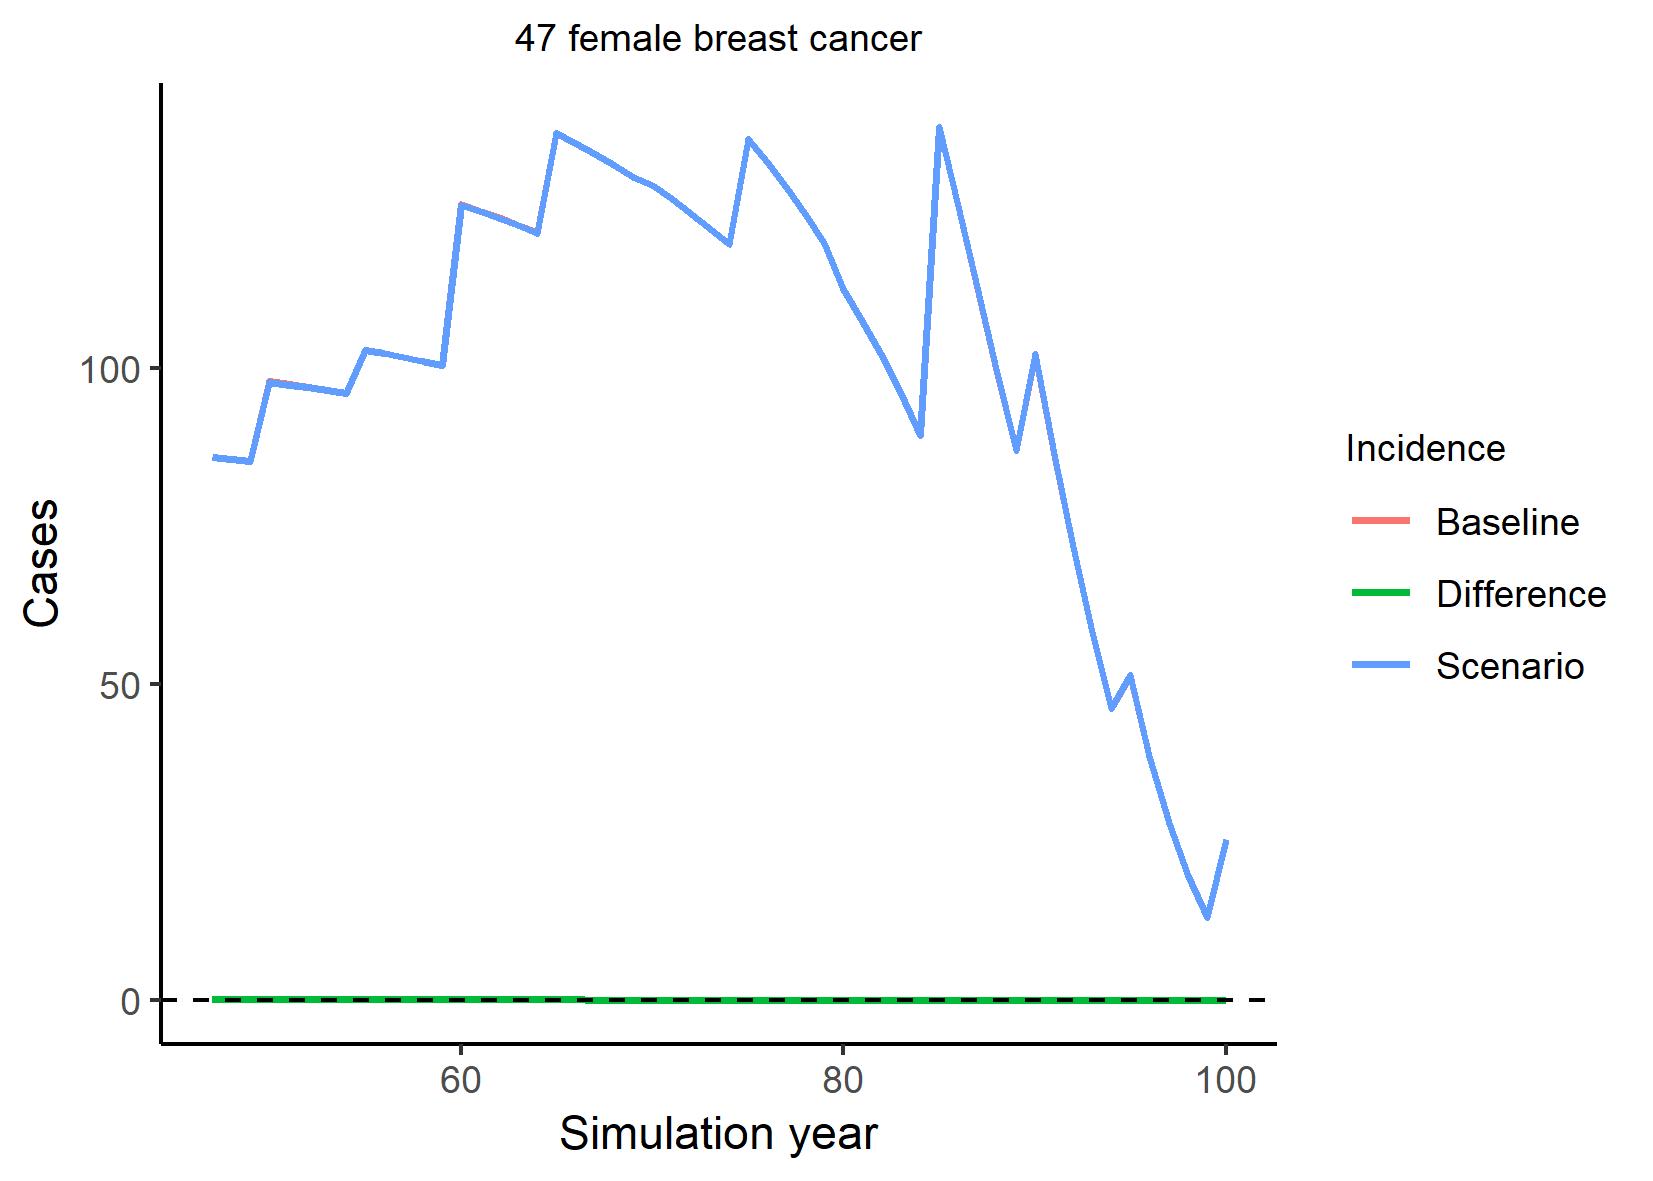 47 female breast cancer
Cases
100
50
0
60 80 100
Simulation year
Incidence
Baseline
Difference
Scenario